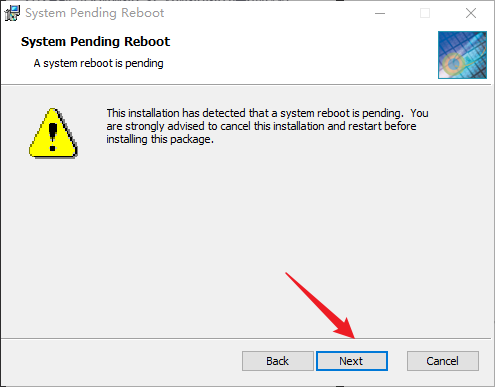 System Pending Reboot
System Pending Reboot
A system reboot is pending
This installation has detected that a system reboot is pending. You
are strongly advised to cancel this installation and restart before
installing this package.
Back
Next
Cancel